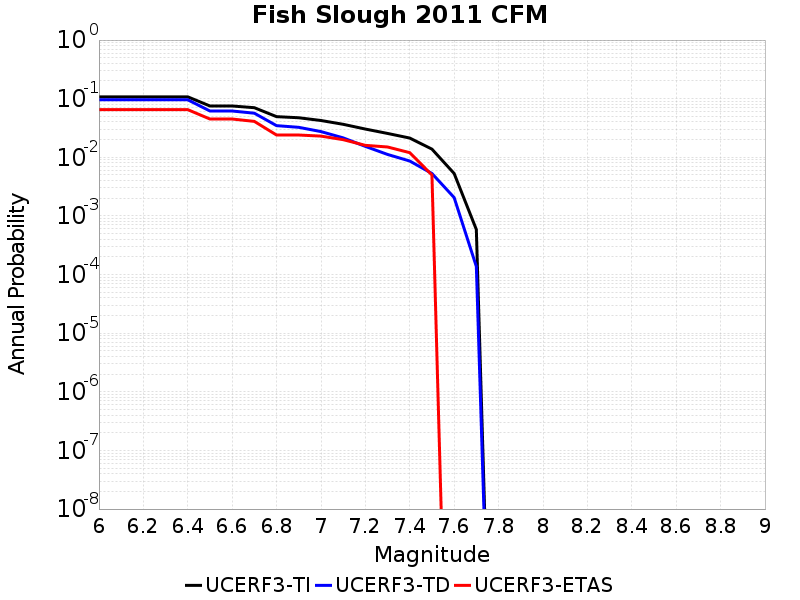 Fish Slough 2011 CFM
10^0
10^-1
10^-2
10^-3
10^-4
10^-5
10^-6
10^-7
10^-8
Annual Probability
6 6.2 6.4 6.6 6.8 7 7.2 7.4 7.6 7.8 8 8.2 8.4 8.6 8.8 9
Magnitude
UCERF3-TI UCERF3-TD UCERF3-ETAS